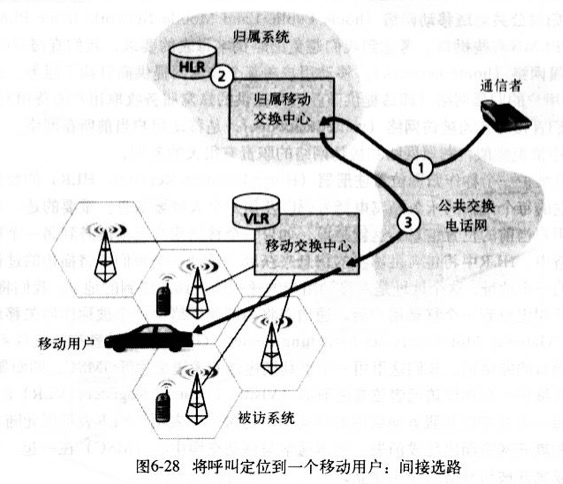 归属系统
HLR
2
归属移动
交换中心
通信者
1
3
公共交换
电话网
VLR
移动交换中心
移动用户
被访系统
图6-28 将呼叫定位到一个移动用户：间接选路